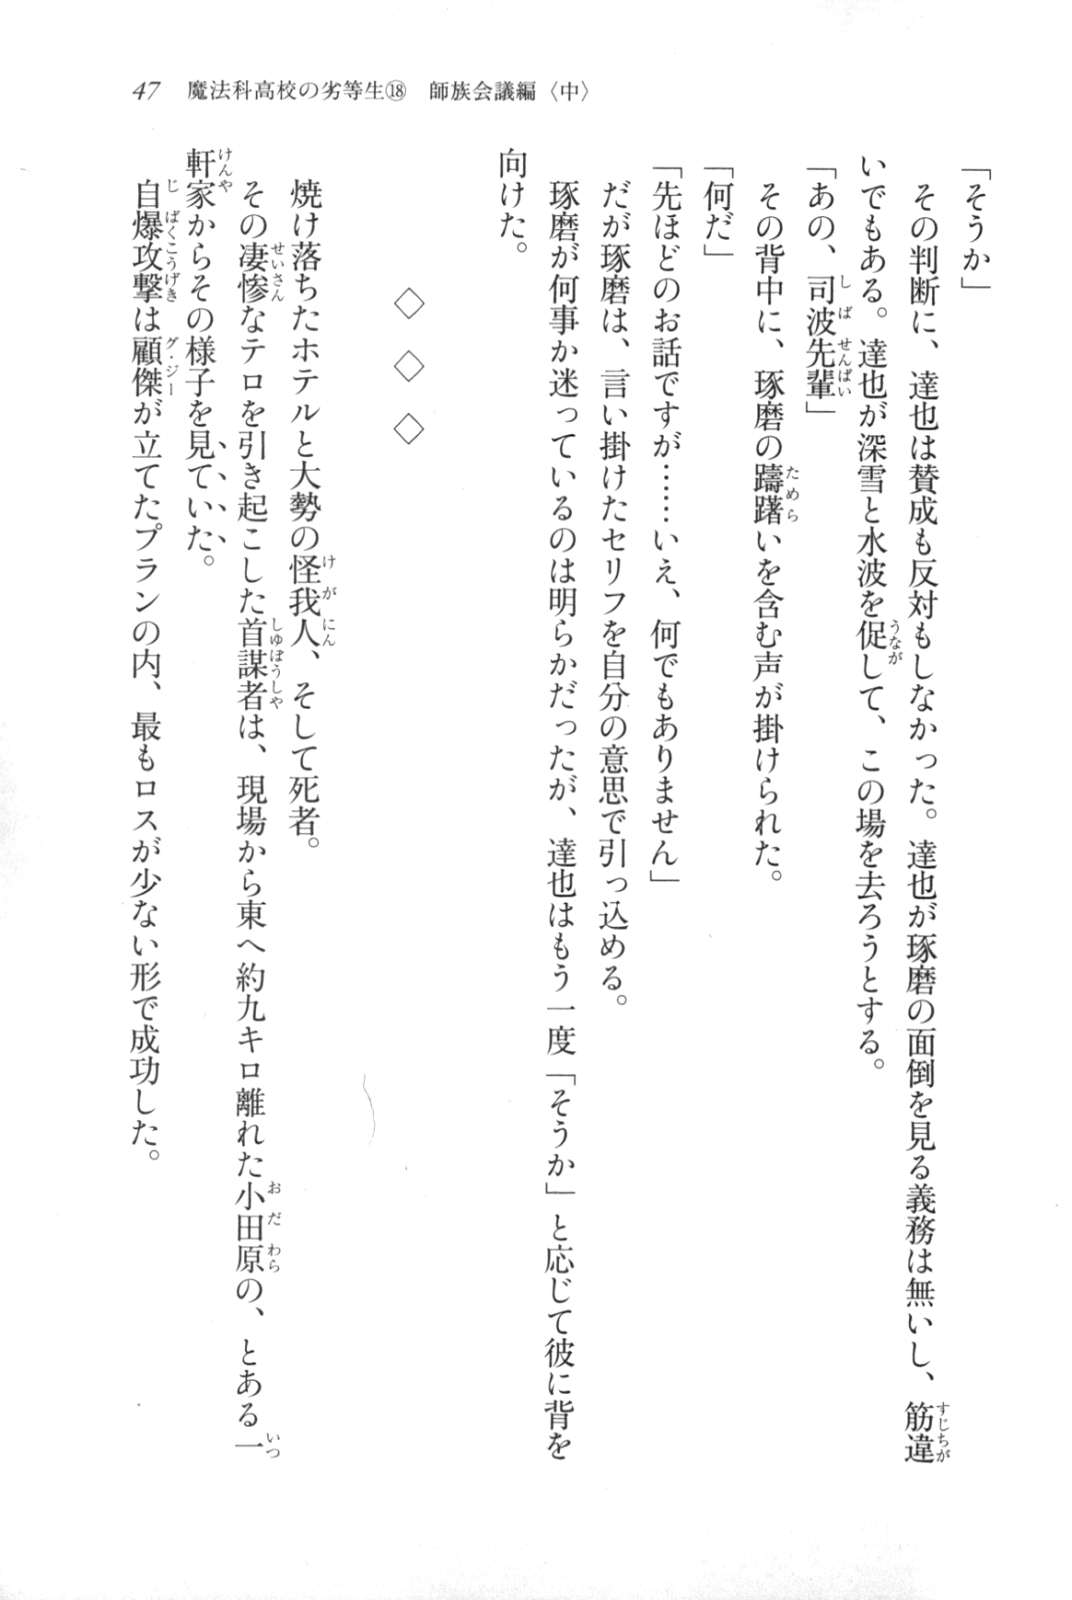 47 魔法科高校の劣等生⑱ 師族会議編〈中〉
「そうか」
その判断に、達也は賛成も反対もしなかった。達也が琢磨の面倒を見る義務は無いし、筋違
いでもある。達也が深雪と水波を促して、この場を去ろうとする。
「あの、司波先輩」
その背中に、琢磨の躊躇いを含む声が掛けられた。
「何だ」
「先ほどのお話ですが……いえ、何でもありません」
だが琢磨は、言い掛けたセリフを自分の意思で引っ込める。
琢磨が何事か迷っているのは明らかだったが、達也はもう一度「そうか」と応じて彼に背を
向けた。
◇ ◇ ◇
焼け落ちたホテルと大勢の怪我人、そして死者。
その凄惨なテロを引き起こした首謀者は、現場から東へ約九キロ離れた小田原の、とある一
軒家からその様子を見ていた。
自爆攻撃は顧傑が立てたプランの内、最もロスが少ない形で成功した。